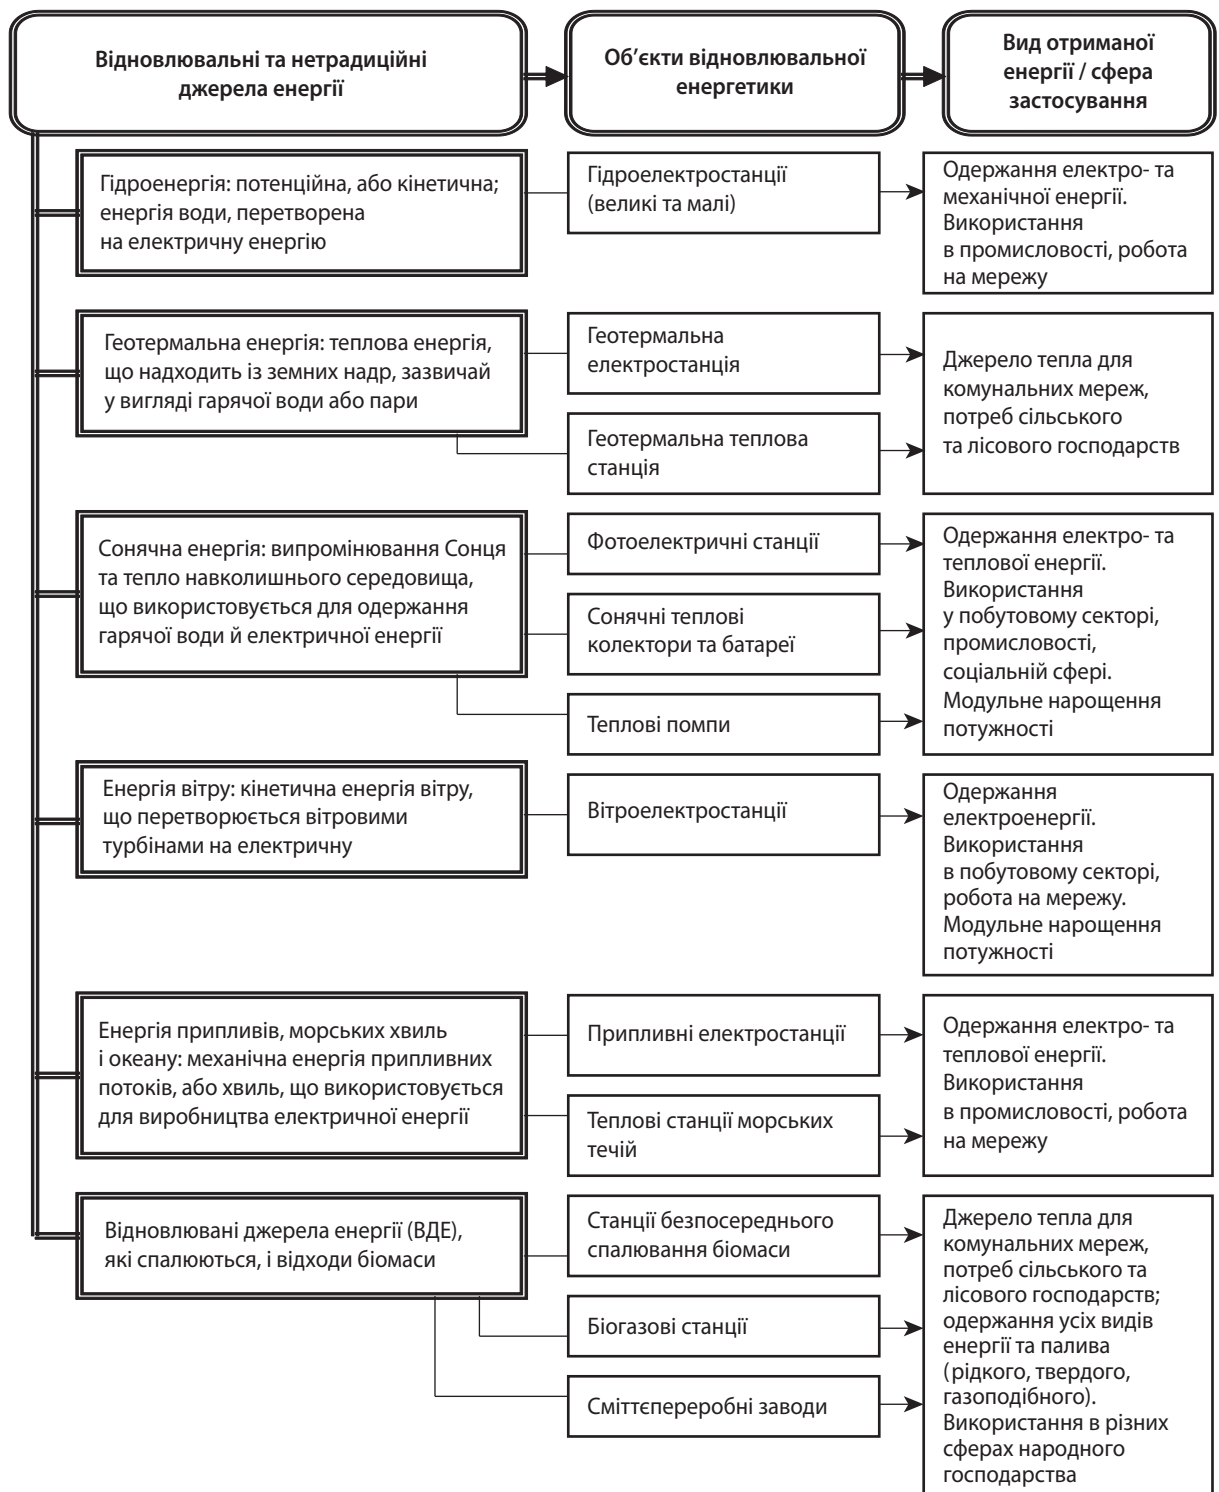 Відновлювальні та нетрадиційні
джерела енергії
Об’єкти відновлювальної
енергетики
Вид отриманої
енергії / сфера
застосування
Гідроенергія: потенційна, або кінетична;
енергія води, перетворена
на електричну енергію
Гідроелектростанції
(великі та малі)
Одержання електро- та
механічної енергії.
Використання
в промисловості, робота
на мережу
Геотермальна енергія: теплова енергія,
що надходить із земних надр, зазвичай
у вигляді гарячої води або пари
Геотермальна
електростанція
Геотермальна теплова
станція
Джерело тепла для
комунальних мереж,
потреб сільського
та лісового господарств
Сонячна енергія: випромінювання Сонця
та тепло навколишнього середовища,
що використовується для одержання
гарячої води й електричної енергії
Фотоелектричні станції
Сонячні теплові
колектори та батареї
Теплові помпи
Одержання електро- та
теплової енергії.
Використання
у побутовому секторі,
промисловості,
соціальній сфері.
Модульне нарощення
потужності
Енергія вітру: кінетична енергія вітру,
що перетворюється вітровими
турбінами на електричну
Вітроелектростанції
Одержання
електроенергії.
Використання
в побутовому секторі,
робота на мережу.
Модульне нарощення
потужності
Енергія припливів, морських хвиль
і океану: механічна енергія припливних
потоків, або хвиль, що використовується
для виробництва електричної енергії
Припливні електростанції
Теплові станції морських
течій
Одержання електро- та
теплової енергії.
Використання
в промисловості, робота
на мережу
Відновлювані джерела енергії (ВДЕ),
які спалюються, і відходи біомаси
Станції безпосереднього
спалювання біомаси
Біогазові станції
Сміттєпереробні заводи
Джерело тепла для
комунальних мереж,
потреб сільського та
лісового господарств;
одержання усіх видів
енергії та палива
(рідкого, твердого,
газоподібного).
Використання в різних
сферах народного
господарства